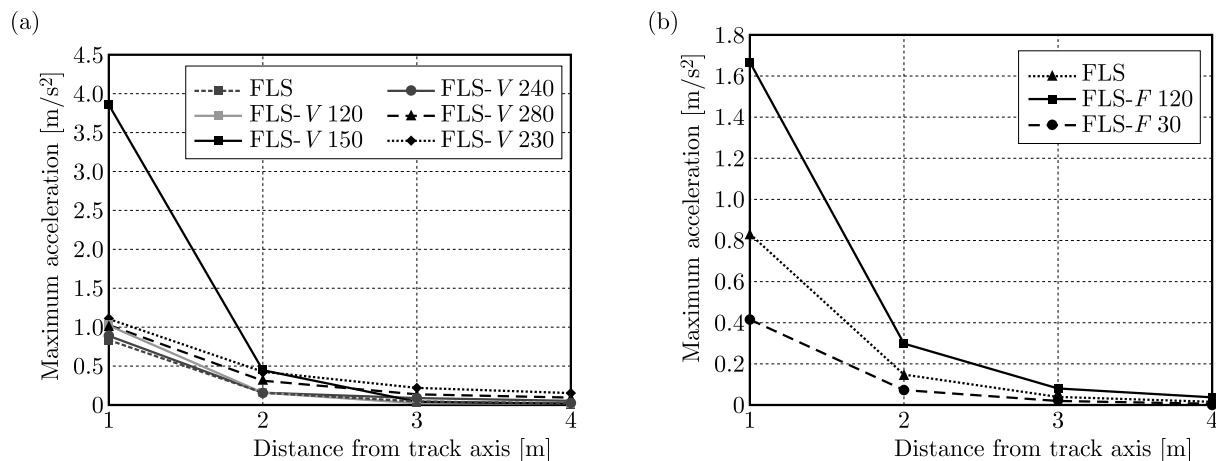 (a)
Maximum acceleration [m/s²]
4.5
4.0
3.5
3.0
2.5
2.0
1.5
1.0
0.5
0
FLS
FLS-V 120
FLS-V 150
FLS-V 240
FLS-V 280
FLS-V 230
1 2 3 4
Distance from track axis [m]
(b)
Maximum acceleration [m/s²]
1.8
1.6
1.4
1.2
1.8
0.8
0.6
0.4
0.2
0
FLS
FLS-F 120
FLS-F 30
1 2 3 4
Distance from track axis [m]